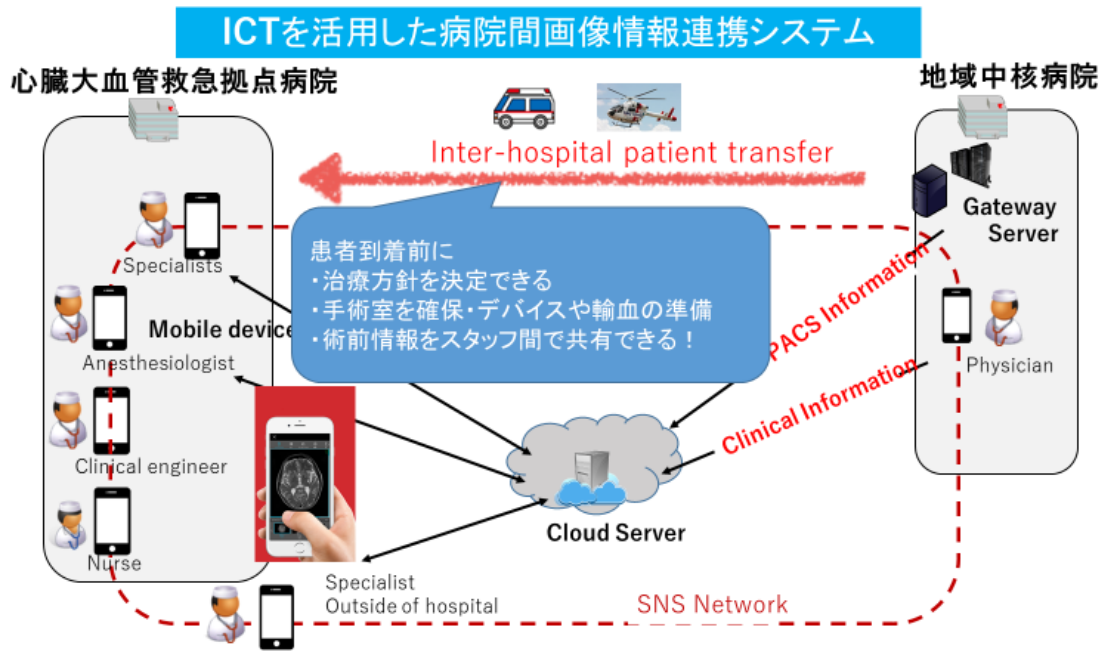 ICTを活用した病院間画像情報連携システム
心臓大血管救急拠点病院
地域中核病院
Inter-hospital patient transfer
Gateway
Server
患者到着前に
・治療方針を決定できる
・手術室を確保・デバイスや輸血の準備
・術前情報をスタッフ間で共有できる！
Specialists
Mobile device
Anesthesiologist
PACS Information
Physician
Clinical Information
Clinical engineer
Cloud Server
Nurse
Specialist
Outside of hospital
SNS Network